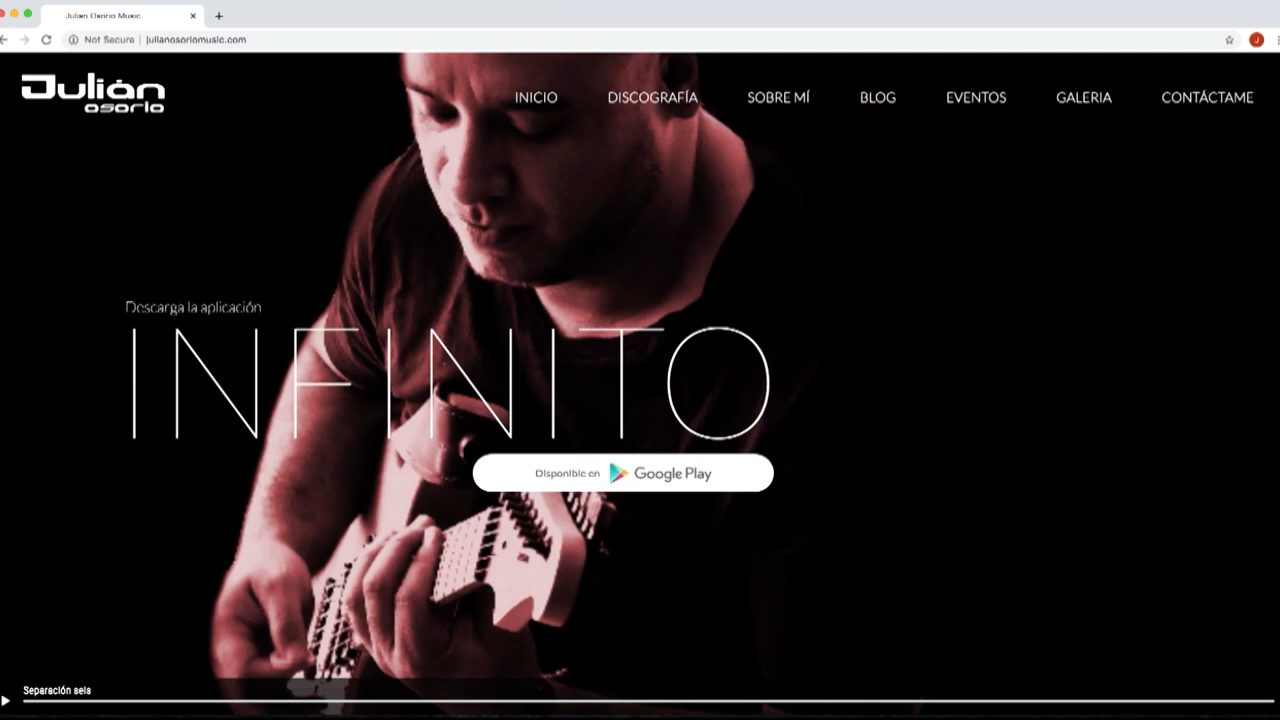 Julian Osorio Music
Not Secure | julianosoriomusic.com
Julián
osorio
INICIO DISCOGRAFÍA SOBRE MÍ BLOG EVENTOS GALERIA CONTÁCTAME
Descarga la aplicación
INFINITO
Disponible en Google Play
Separación seis